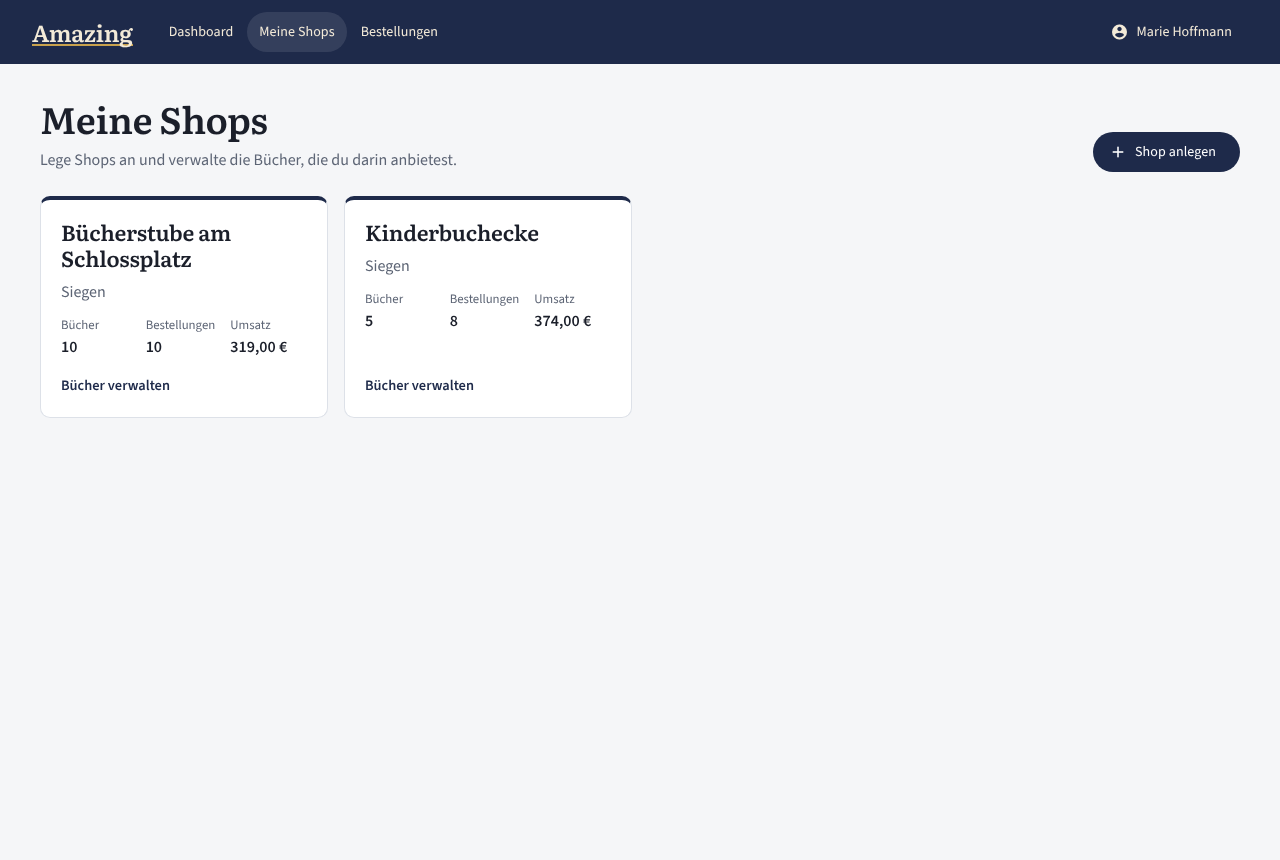 Amazing
Dashboard
Meine Shops
Bestellungen
Marie Hoffmann
Meine Shops
Lege Shops an und verwalte die Bücher, die du darin anbietest.
Shop anlegen
Bücherstube am
Schlossplatz
Siegen
Bücher
Bestellungen
Umsatz
10
10
319,00 €
Bücher verwalten
Kinderbuchecke
Siegen
Bücher
Bestellungen
Umsatz
5
8
374,00 €
Bücher verwalten